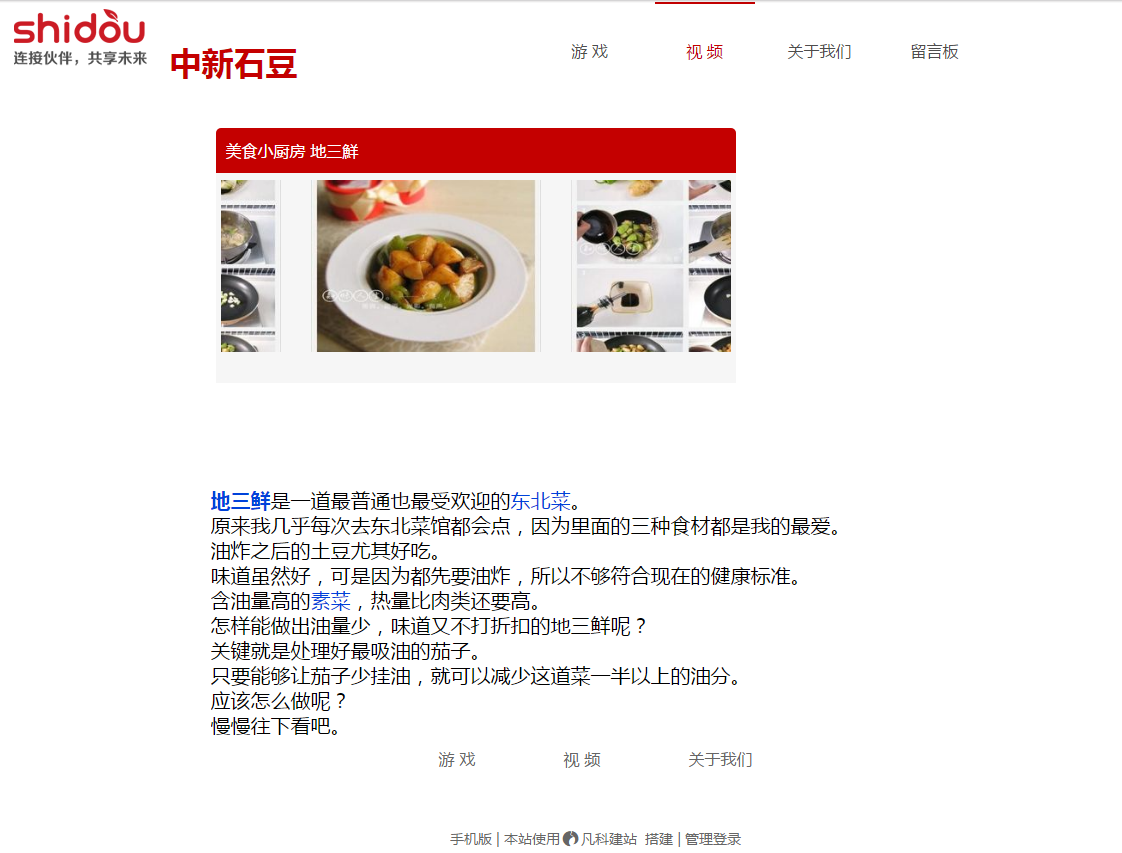 shidou
连接伙伴，共享未来
中新石豆
游 戏
视 频
关于我们
留言板
美食小厨房 地三鲜
地三鲜是一道最普通也最受欢迎的东北菜。
原来我几乎每次去东北菜馆都会点，因为里面的三种食材都是我的最爱。
油炸之后的土豆尤其好吃。
味道虽然好，可是因为都先要油炸，所以不够符合现在的健康标准。
含油量高的素菜，热量比肉类还要高。
怎样能做出油量少，味道又不打折扣的地三鲜呢？
关键就是处理好最吸油的茄子。
只要能够让茄子少挂油，就可以减少这道菜一半以上的油分。
应该怎么做呢？
慢慢往下看吧。
游 戏
视 频
关于我们
手机版 | 本站使用 凡科建站 搭建 | 管理登录